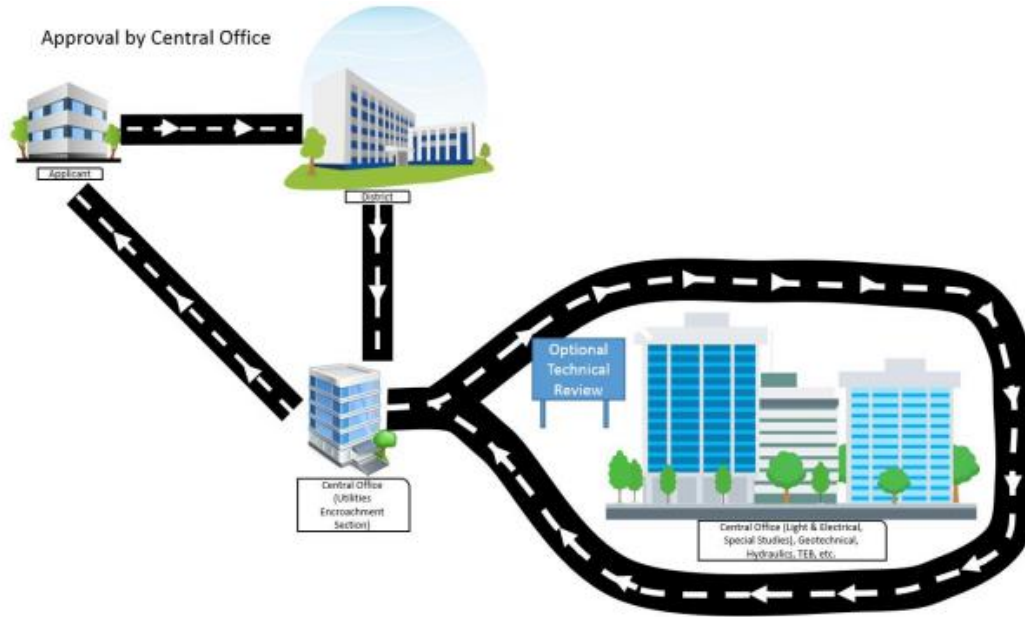 Approval by Central Office
Applicant
District
Optional
Technical
Review
Central Office
(Utilities
Encroachment
Section)
Central Office (Light & Electrical,
Special Studies), Geotechnical,
Hydraulics, TEB, etc.